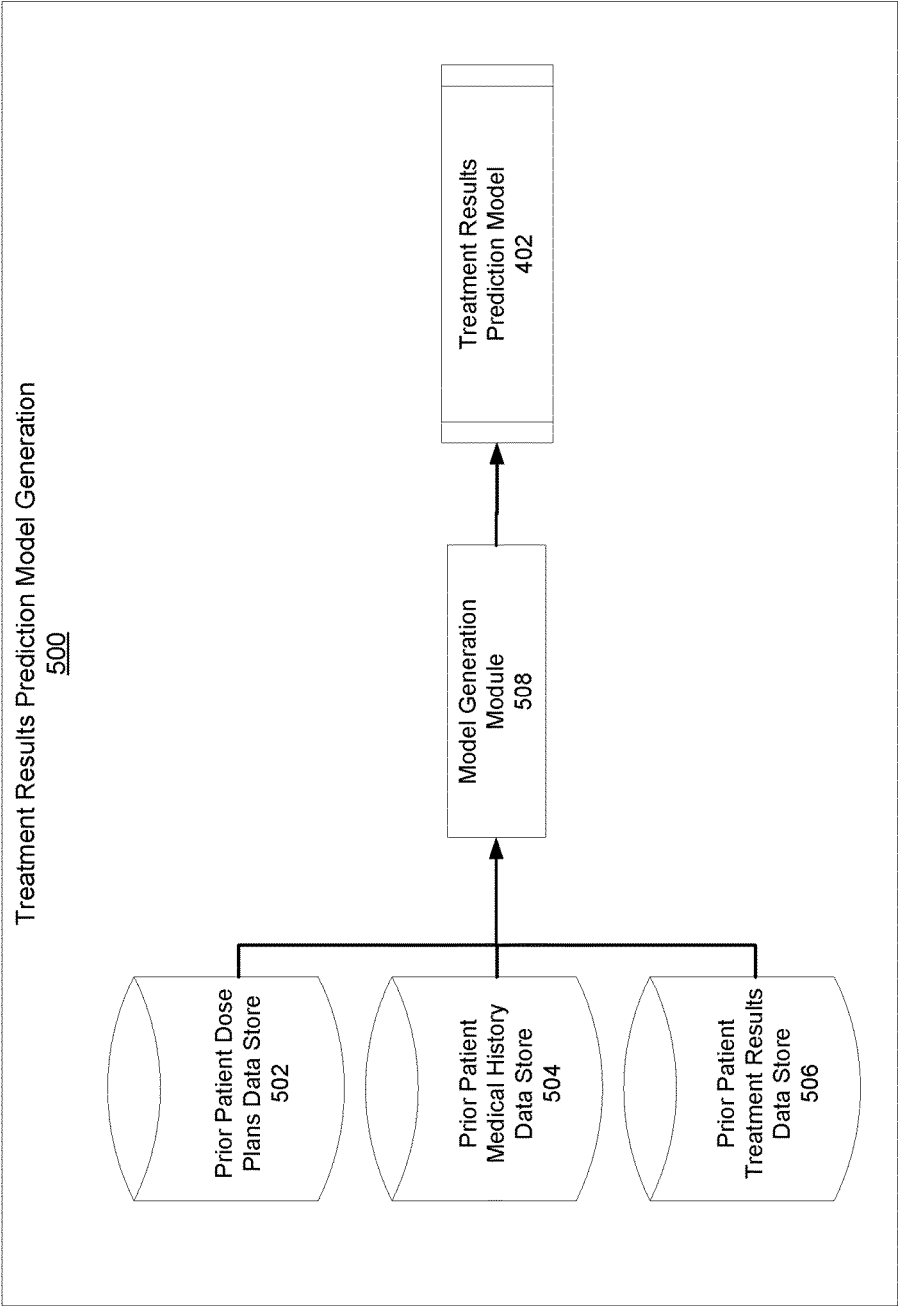 Treatment Results Prediction Model Generation
500
Prior Patient Dose
Plans Data Store
502
Prior Patient
Medical History
Data Store
504
Prior Patient
Treatment Results
Data Store
506
Model Generation
Module
508
Treatment Results
Prediction Model
402